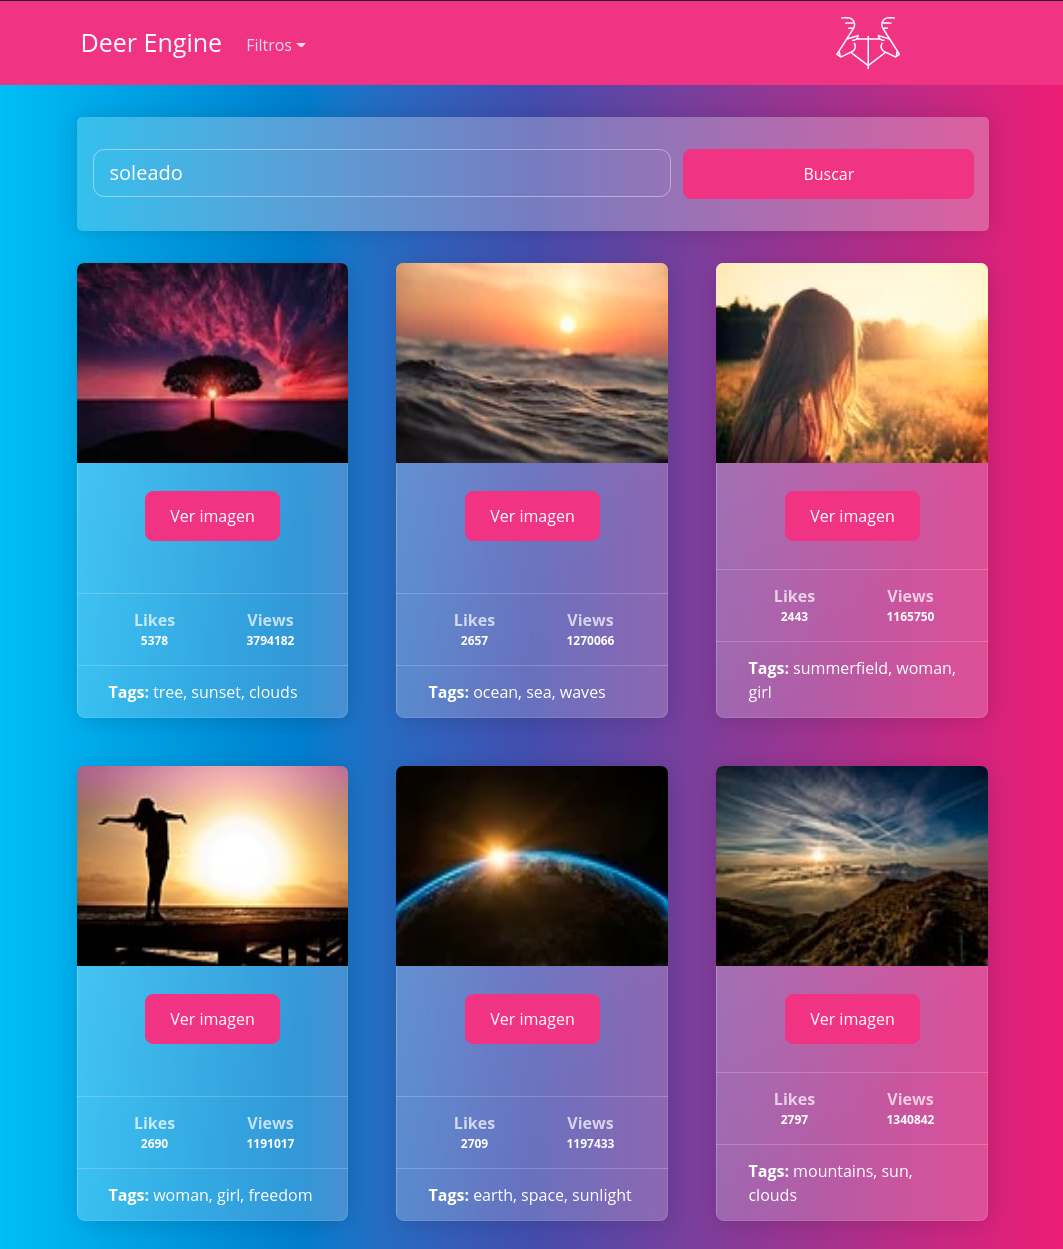 Deer Engine
Filtros
soleado
Buscar
Ver imagen
Likes Views
5378 3794182
Tags: tree, sunset, clouds
Ver imagen
Likes Views
2657 1270066
Tags: ocean, sea, waves
Ver imagen
Likes Views
2443 1165750
Tags: summerfield, woman,
girl
Ver imagen
Likes Views
2690 1191017
Tags: woman, girl, freedom
Ver imagen
Likes Views
2709 1197433
Tags: earth, space, sunlight
Ver imagen
Likes Views
2797 1340842
Tags: mountains, sun,
clouds